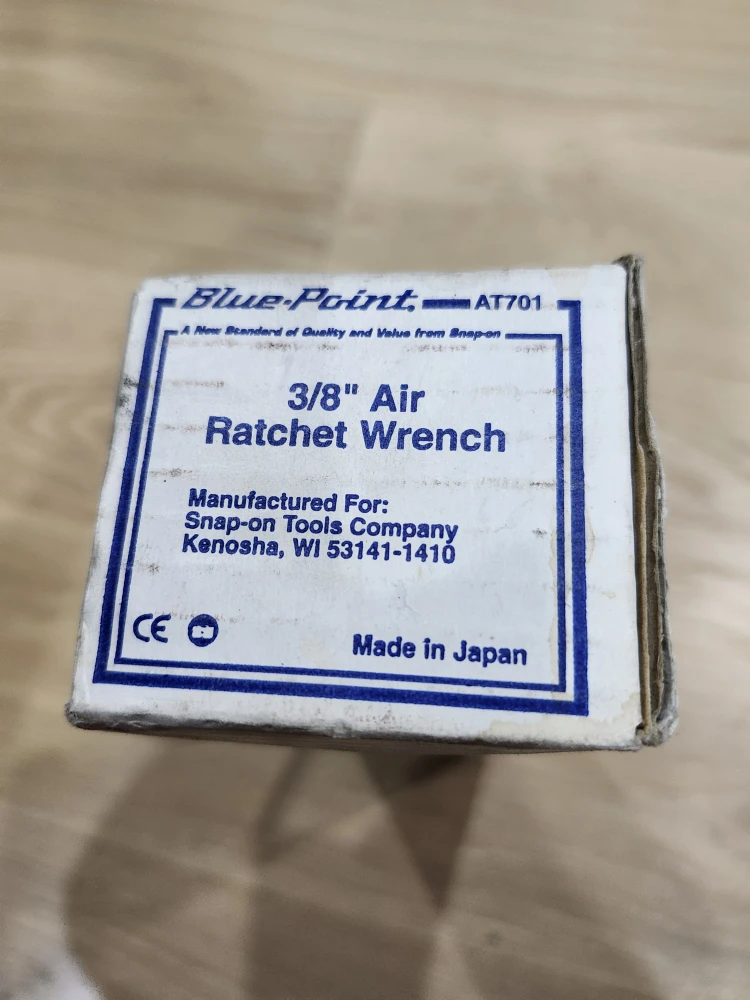 Blue-Point. AT701
A New Standard of Quality and Value from Snap-on
3/8" Air
Ratchet Wrench
Manufactured For:
Snap-on Tools Company
Kenosha, WI 53141-1410
CE
Made in Japan